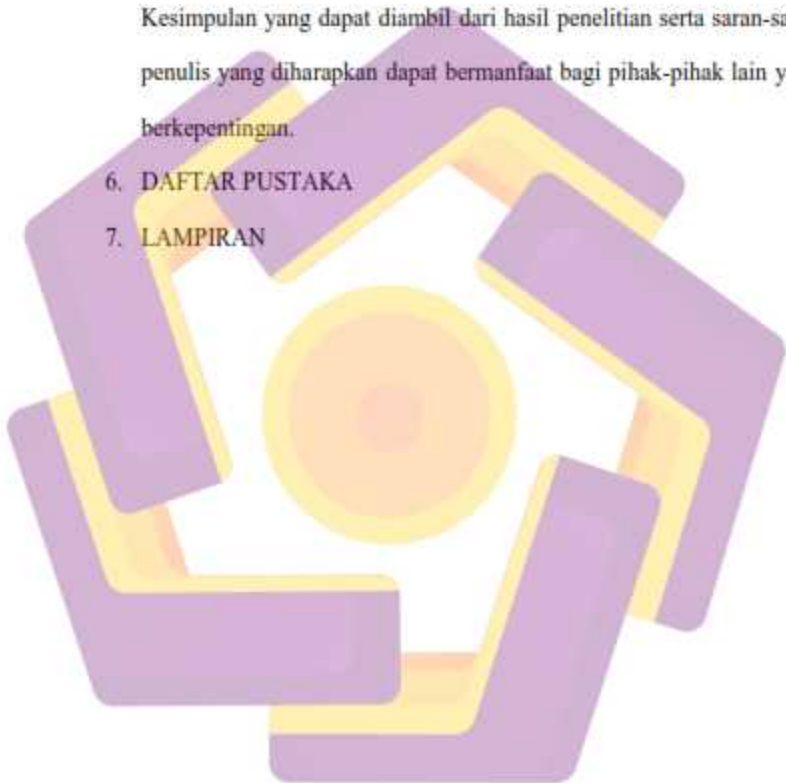 Kesimpulan yang dapat diambil dari hasil penelitian serta saran-sa
penulis yang diharapkan dapat bermanfaat bagi pihak-pihak lain y
berkepentingan.
6. DAFTAR PUSTAKA
7. LAMPIRAN